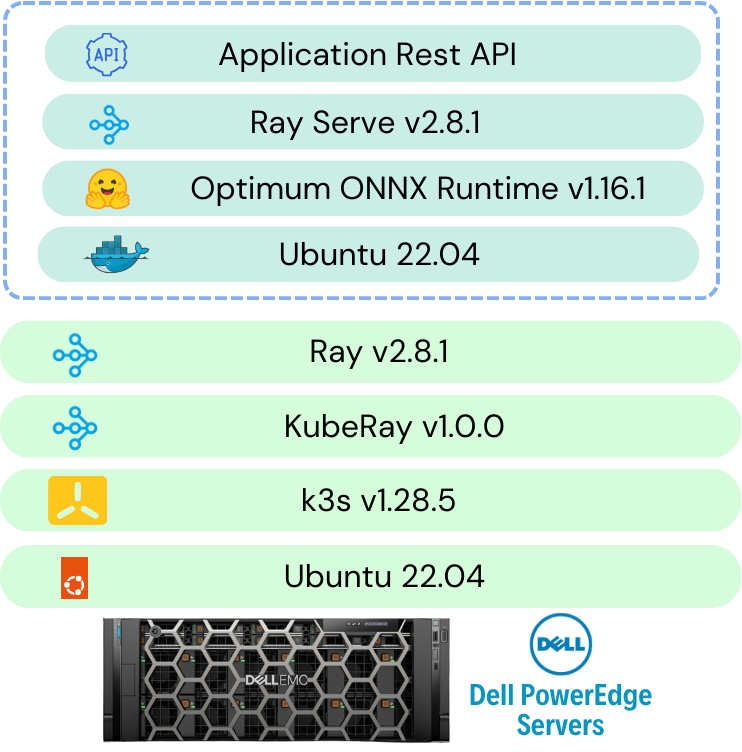 API
Application Rest API
Ray Serve v2.8.1
Optimum ONNX Runtime v1.16.1
Ubuntu 22.04
Ray v2.8.1
KubeRay v1.0.0
k3s v1.28.5
Ubuntu 22.04
DELL EMC
DELL
Dell PowerEdge
Servers